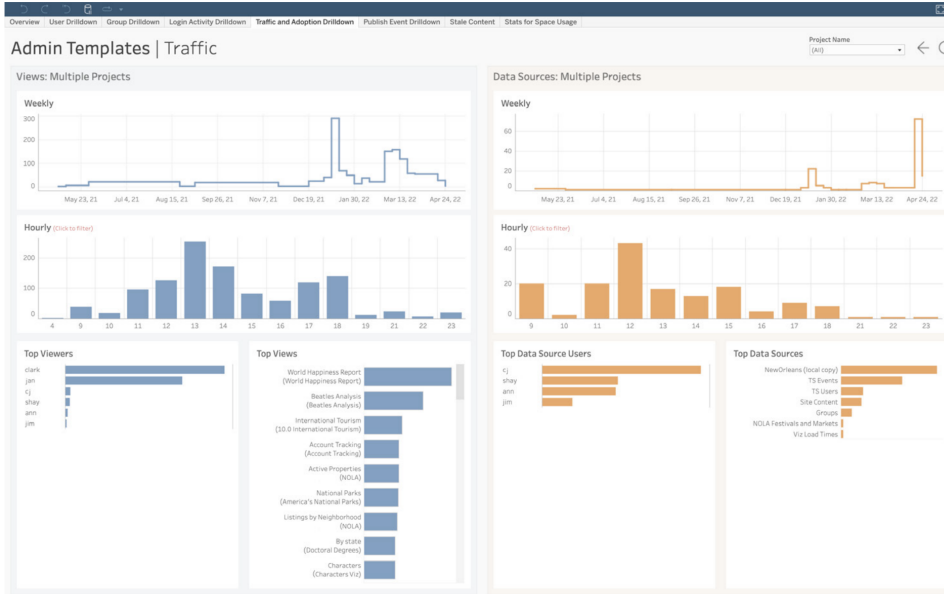 Overview User Drilldown Group Drilldown Login Activity Drilldown Traffic and Adoption Drilldown Publish Event Drilldown Stale Content Stats for Space Usage
Admin Templates | Traffic
Project Name
(All)
Views: Multiple Projects
Weekly
300
200
100
0
May 23, 21 Jul 4, 21 Aug 15, 21 Sep 26, 21 Nov 7, 21 Dec 19, 21 Jan 30, 22 Mar 13, 22 Apr 24, 22
Hourly (Click to filter)
200
100
0
4 9 10 11 12 13 14 15 16 17 18 19 21 22 23
Top Viewers
clark
jan
cj
shay
ann
jim
Top Views
World Happiness Report
(World Happiness Report)
Beatles Analysis
(Beatles Analysis)
International Tourism
(10.0 International Tourism)
Account Tracking
(Account Tracking)
Active Properties
(NOLA)
National Parks
(America's National Parks)
Listings by Neighborhood
(NOLA)
By state
(Doctoral Degrees)
Characters
(Characters Viz)
Data Sources: Multiple Projects
Weekly
60
40
20
0
May 23, 21 Jul 4, 21 Aug 15, 21 Sep 26, 21 Nov 7, 21 Dec 19, 21 Jan 30, 22 Mar 13, 22 Apr 24, 22
Hourly (Click to filter)
40
20
0
9 10 11 12 13 14 15 16 17 18 21 22 23
Top Data Source Users
cj
shay
ann
jim
Top Data Sources
NewOrleans (local copy)
TS Events
TS Users
Site Content
Groups
NOLA Festivals and Markets
Viz Load Times